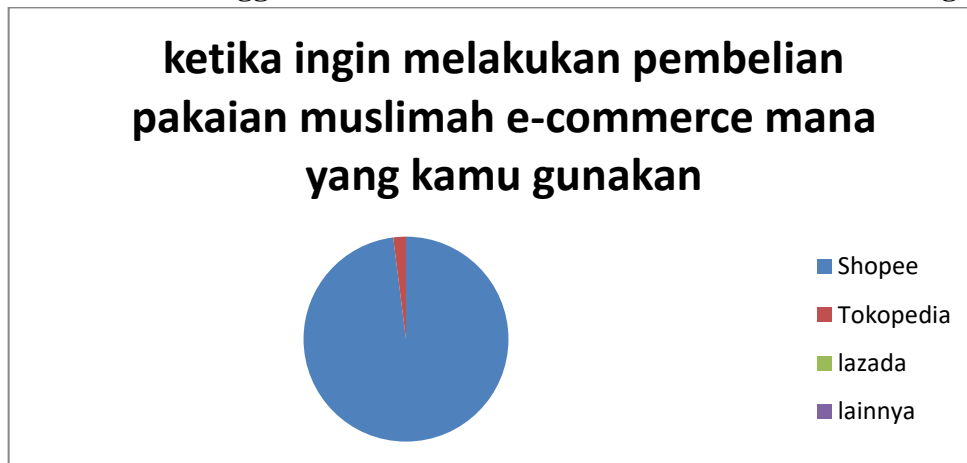 ketika ingin melakukan pembelian
pakaian muslimah e-commerce mana
yang kamu gunakan
Shopee
Tokopedia
lazada
lainnya